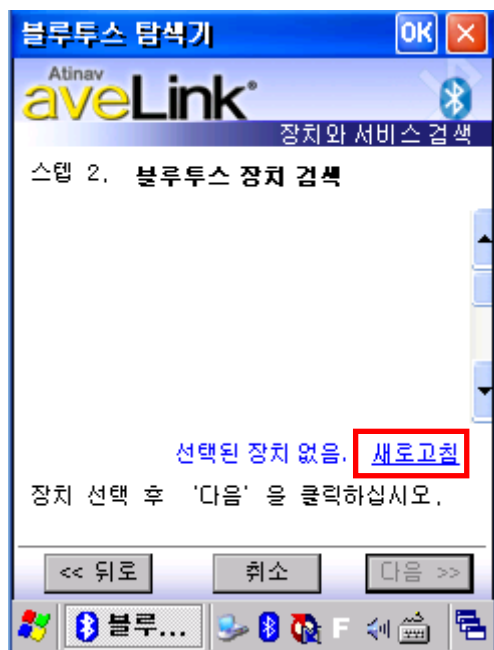 블루투스 탐색기 OK
Atinav
aveLink®
장치와 서비스 검색
스텝 2. 블루투스 장치 검색
선택된 장치 없음. 새로고침
장치 선택 후 '다음' 을 클릭하십시오.
<< 뒤로 취소 다음 >>
블루... F